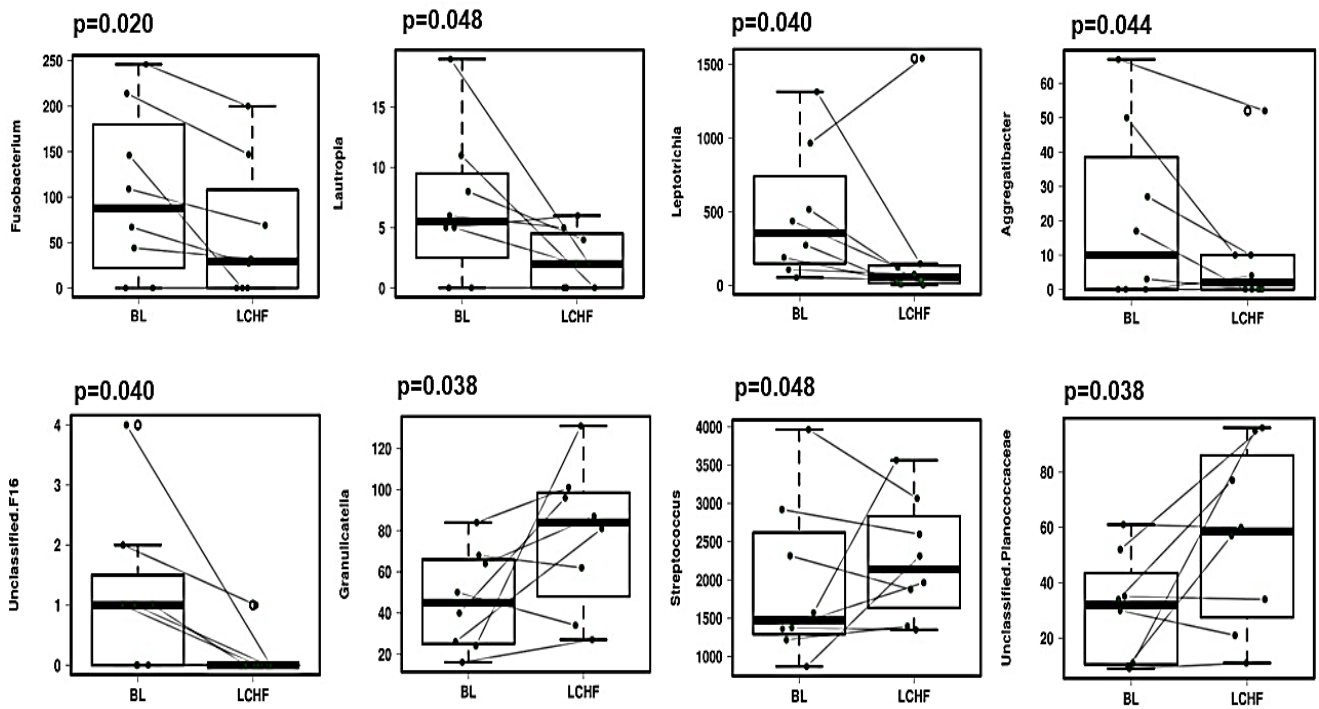 p=0.020
Fusobacterium
250
200
150
100
50
0
BL LCHF
p=0.048
Lautropia
15
10
5
0
BL LCHF
p=0.040
Leptotrichia
1500
1000
500
0
BL LCHF
p=0.044
Aggregatibacter
60
50
40
30
20
10
0
BL LCHF
p=0.040
Unclassified.F16
4
3
2
1
0
BL LCHF
p=0.038
Granulicatella
120
100
80
60
40
20
BL LCHF
p=0.048
Streptococcus
4000
3500
3000
2500
2000
1500
1000
BL LCHF
p=0.038
Unclassified.Planococcaceae
80
60
40
20
BL LCHF